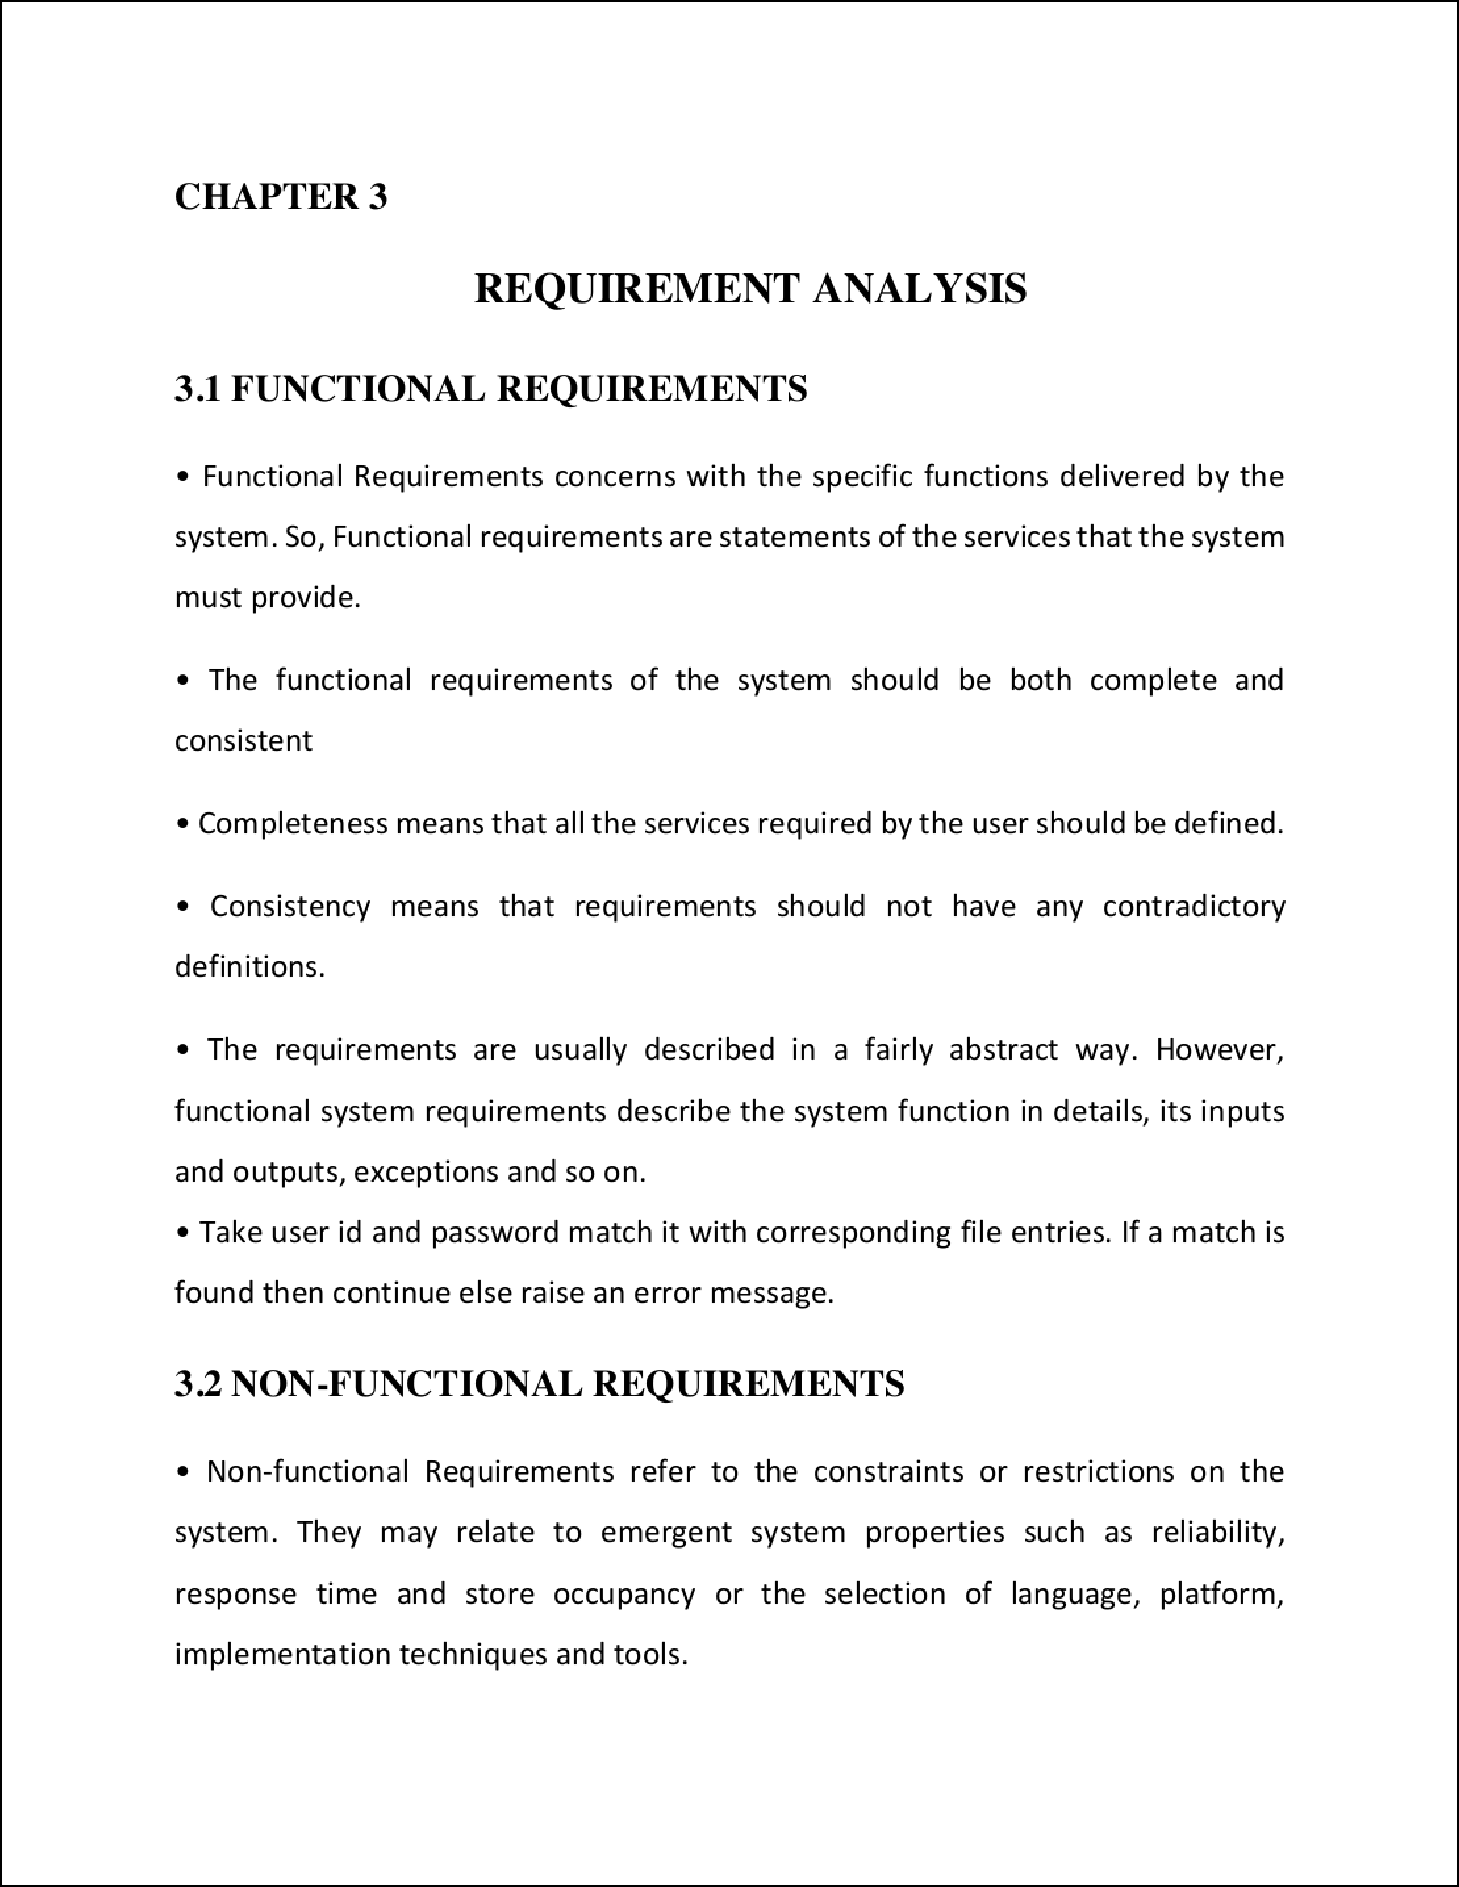 CHAPTER 3
REQUIREMENT ANALYSIS
3.1 FUNCTIONAL REQUIREMENTS
• Functional Requirements concerns with the specific functions delivered by the
system. So, Functional requirements are statements of the services that the system
must provide.
• The functional requirements of the system should be both complete and
consistent
• Completeness means that all the services required by the user should be defined.
• Consistency means that requirements should not have any contradictory
definitions.
• The requirements are usually described in a fairly abstract way. However,
functional system requirements describe the system function in details, its inputs
and outputs, exceptions and so on.
• Take user id and password match it with corresponding file entries. If a match is
found then continue else raise an error message.
3.2 NON-FUNCTIONAL REQUIREMENTS
• Non-functional Requirements refer to the constraints or restrictions on the
system. They may relate to emergent system properties such as reliability,
response time and store occupancy or the selection of language, platform,
implementation techniques and tools.